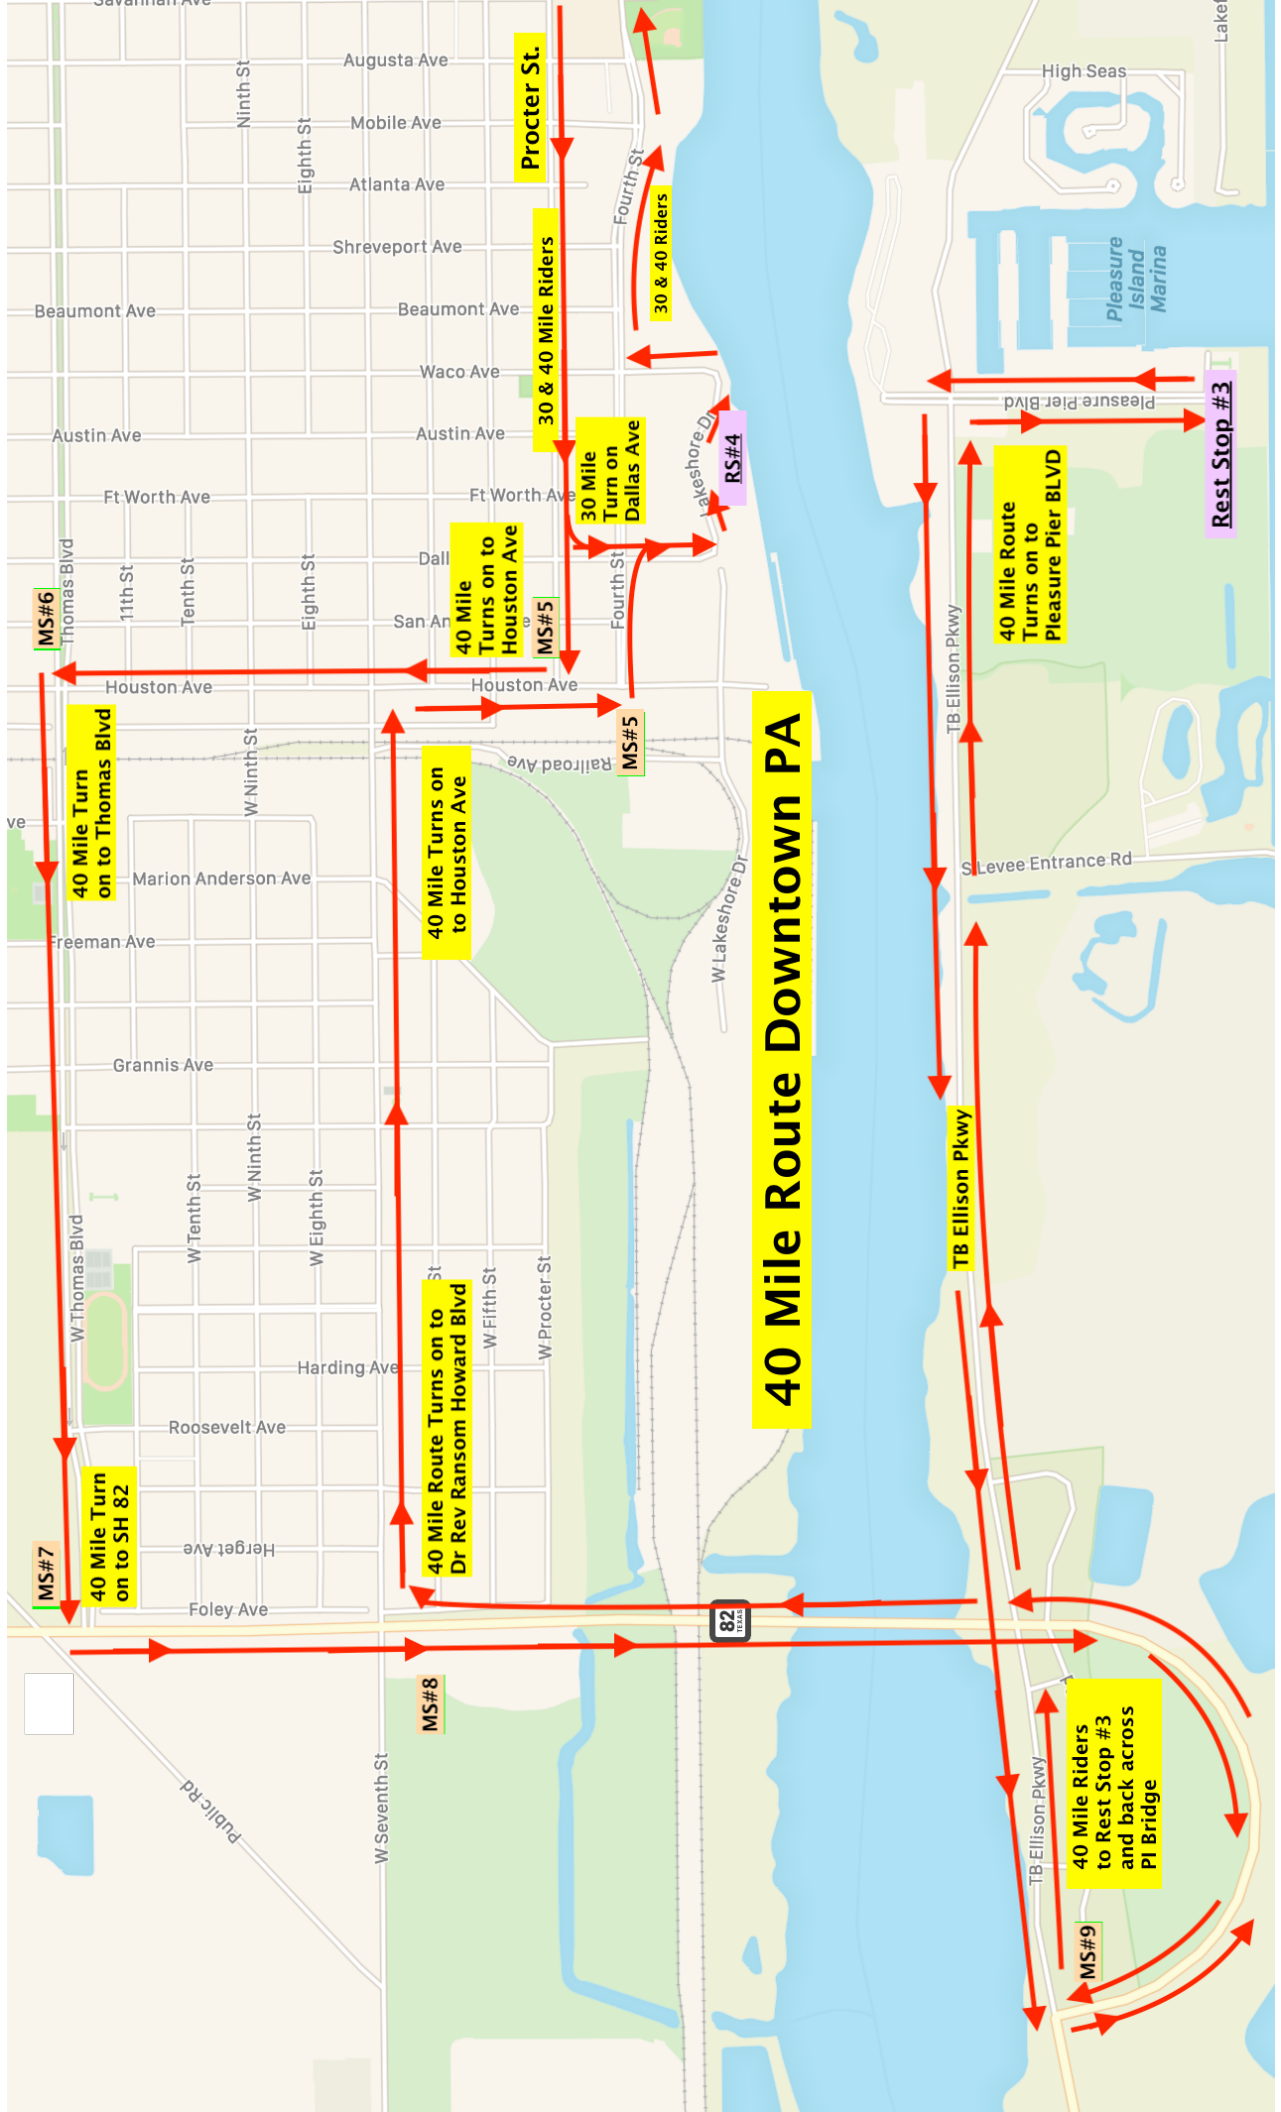 Savannah Ave
Augusta Ave
Ninth St
Mobile Ave
Eighth St
Atlanta Ave
Procter St.
Fourth St
Shreveport Ave
30 & 40 Mile Riders
30 & 40 Riders
Beaumont Ave
Beaumont Ave
Waco Ave
Austin Ave
Austin Ave
Ft Worth Ave
Ft Worth Ave
30 Mile
Turn on
Dallas Ave
Lakeshore Dr
RS#4
High Seas
Laket
Pleasure
Island
Marina
Pleasure Pier Blvd
Rest Stop #3
40 Mile Route
Turns on to
Pleasure Pier BLVD
TB Ellison Pkwy
MS#6
Thomas Blvd
11th St
Tenth St
Eighth St
Dall
San An
e
40 Mile
Turns on to
Houston Ave
MS#5
Fourth St
Houston Ave
Houston Ave
40 Mile Turn
on to Thomas Blvd
W Ninth St
ve
40 Mile Turns on
to Houston Ave
Railroad Ave
MS#5
Marion Anderson Ave
Freeman Ave
W Lakeshore Dr
S Levee Entrance Rd
40 Mile Route Downtown PA
Grannis Ave
W Ninth St
W Tenth St
W Eighth St
W Thomas Blvd
TB Ellison Pkwy
St
W Fifth St
W Procter St
Harding Ave
40 Mile Route Turns on to
Dr Rev Ransom Howard Blvd
Roosevelt Ave
MS#7
40 Mile Turn
on to SH 82
Herget Ave
Foley Ave
82
TEXAS
MS#8
Public Rd
W Seventh St
TB Ellison Pkwy
40 Mile Riders
to Rest Stop #3
and back across
PI Bridge
MS#9